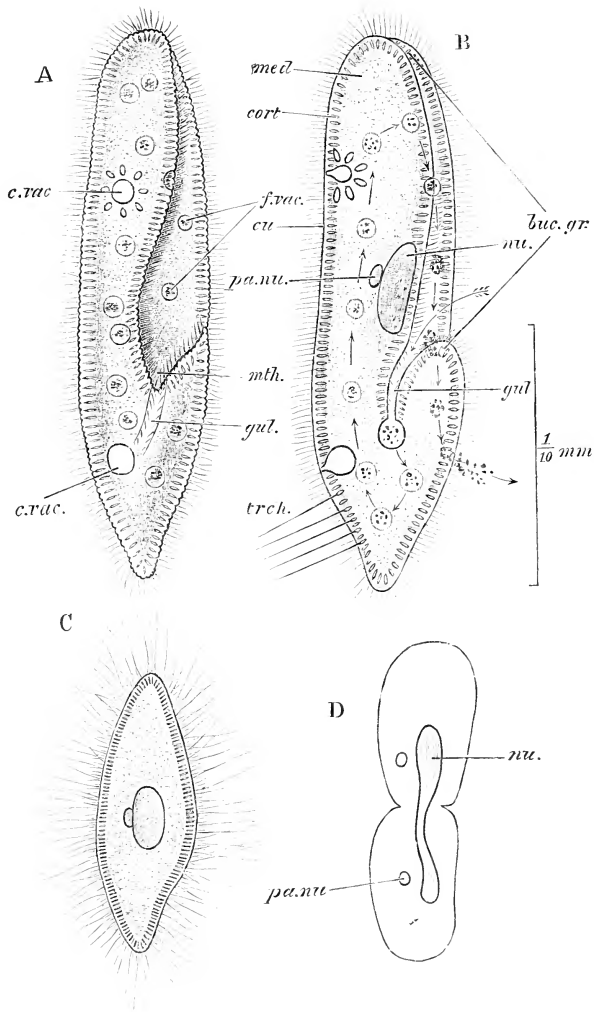 A
B
med
cort
c.vac
f.vac.
cu
buc. gr.
nu.
pa.nu.
mth.
gul
gul.
1/10 mm
c.vac.
trch.
C
D
nu.
pa.nu